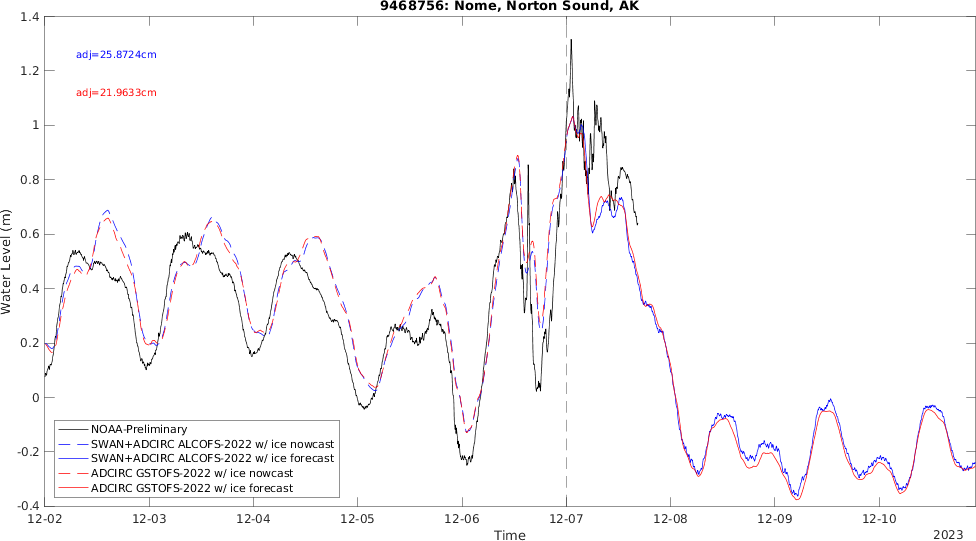 9468756: Nome, Norton Sound, AK
1.4
adj=25.8724cm
1.2
adj=21.9633cm
1
0.8
0.6
Water Level (m)
0.4
0.2
0
-0.2
-0.4
NOAA-Preliminary
SWAN+ADCIRC ALCOFS-2022 w/ ice nowcast
SWAN+ADCIRC ALCOFS-2022 w/ ice forecast
ADCIRC GSTOFS-2022 w/ ice nowcast
ADCIRC GSTOFS-2022 w/ ice forecast
12-02 12-03 12-04 12-05 12-06 12-07 12-08 12-09 12-10
Time
2023